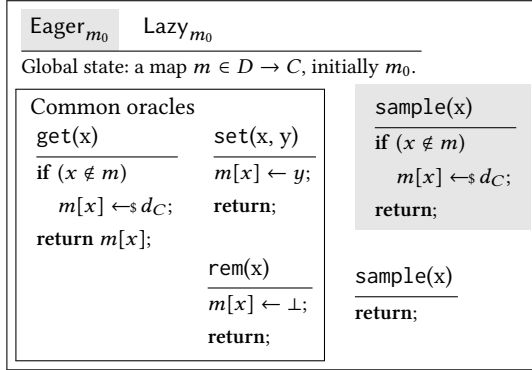 Eager_{m_0} Lazy_{m_0}
Global state: a map m ∈ D → C, initially m_0.
Common oracles
get(x)
if (x ∉ m)
m[x] ←$ d_C;
return m[x];
set(x, y)
m[x] ← y;
return;
rem(x)
m[x] ← ⊥;
return;
sample(x)
if (x ∉ m)
m[x] ←$ d_C;
return;
sample(x)
return;